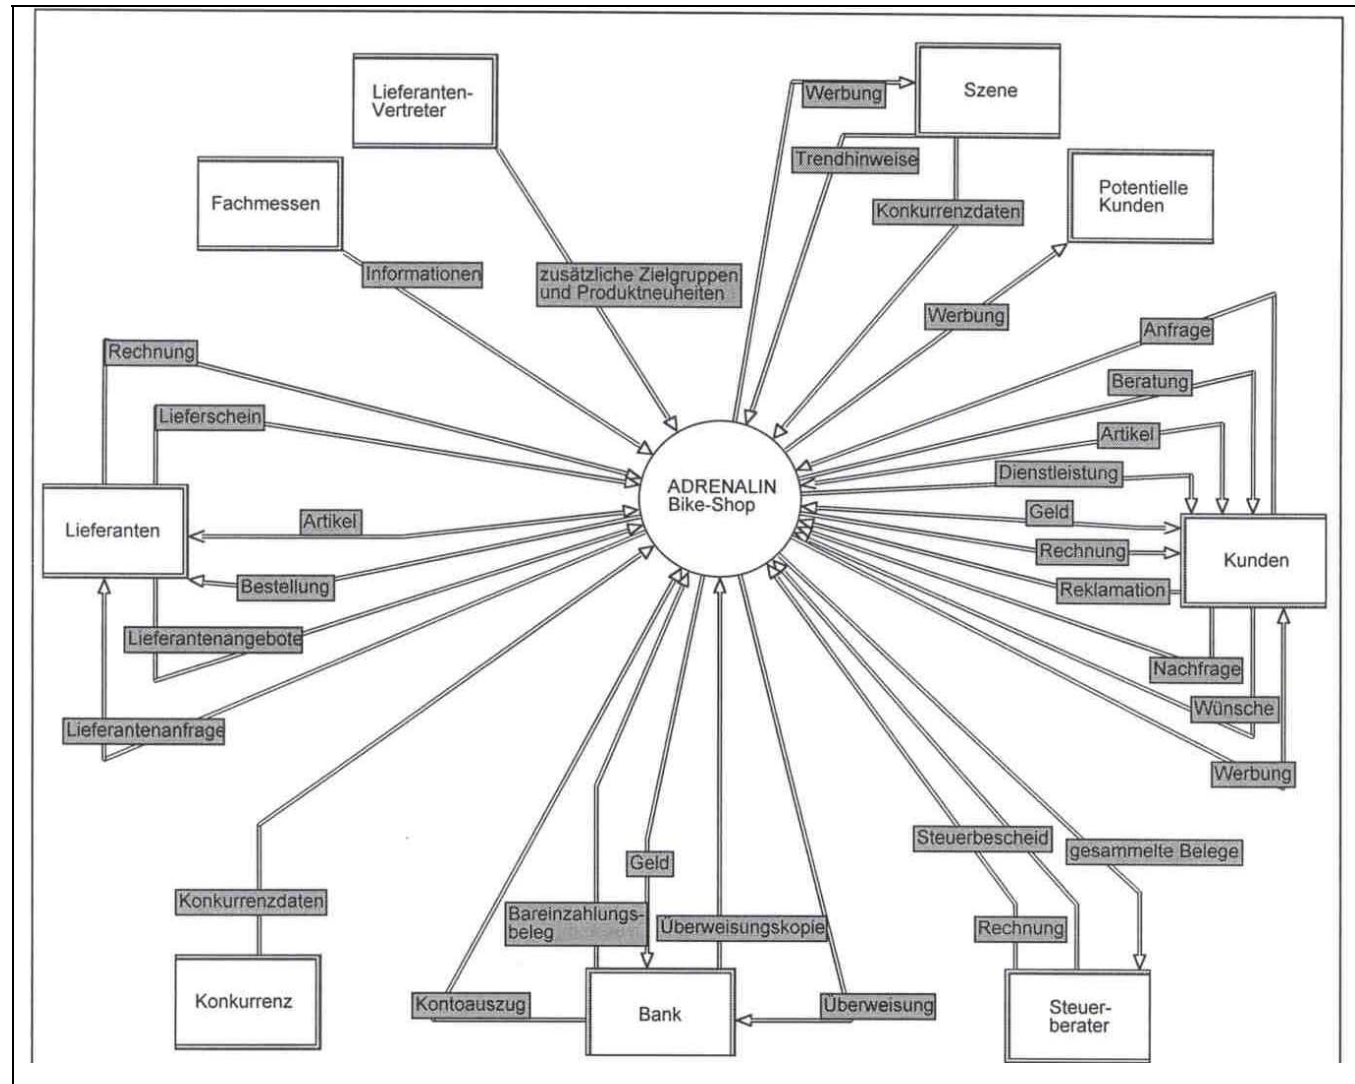 Lieferanten-
Vertreter
Werbung
Szene
Trendhinweise
Fachmessen
Potentielle
Kunden
Konkurrenzdaten
Informationen
zusätzliche Zielgruppen
und Produktneuheiten
Werbung
Anfrage
Rechnung
Beratung
Lieferschein
Artikel
Dienstleistung
ADRENALIN
Bike-Shop
Lieferanten
Artikel
Geld
Rechnung
Kunden
Bestellung
Reklamation
Lieferantenangebote
Nachfrage
Wünsche
Lieferantenanfrage
Werbung
Steuerbescheid
gesammelte Belege
Geld
Konkurrenzdaten
Bareinzahlungs-
beleg
Überweisungskopie
Rechnung
Konkurrenz
Kontoauszug
Bank
Überweisung
Steuer-
berater